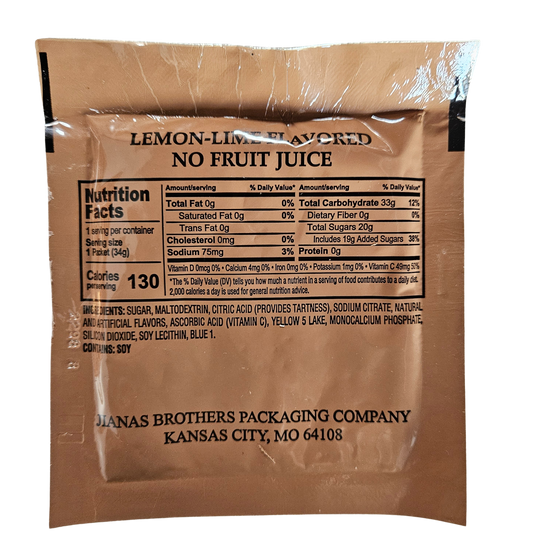 LEMON-LIME FLAVORED
NO FRUIT JUICE
Nutrition
Facts
1 serving per container
Serving size
1 Packet (34g)
Calories
per serving
130
Amount/serving % Daily Value*
Total Fat 0g 0%
Saturated Fat 0g 0%
Trans Fat 0g
Cholesterol 0mg 0%
Sodium 75mg 3%
Amount/serving % Daily Value*
Total Carbohydrate 33g 12%
Dietary Fiber 0g 0%
Total Sugars 20g
Includes 19g Added Sugars 38%
Protein 0g
Vitamin D 0mcg 0% • Calcium 4mg 0% • Iron 0mg 0% • Potassium 1mg 0% • Vitamin C 49mg 50%
*The % Daily Value (DV) tells you how much a nutrient in a serving of food contributes to a daily diet.
2,000 calories a day is used for general nutrition advice.
INGREDIENTS: SUGAR, MALTODEXTRIN, CITRIC ACID (PROVIDES TARTNESS), SODIUM CITRATE, NATURAL
AND ARTIFICIAL FLAVORS, ASCORBIC ACID (VITAMIN C), YELLOW 5 LAKE, MONOCALCIUM PHOSPHATE,
SILICON DIOXIDE, SOY LECITHIN, BLUE 1.
CONTAINS: SOY
JIANAS BROTHERS PACKAGING COMPANY
KANSAS CITY, MO 64108